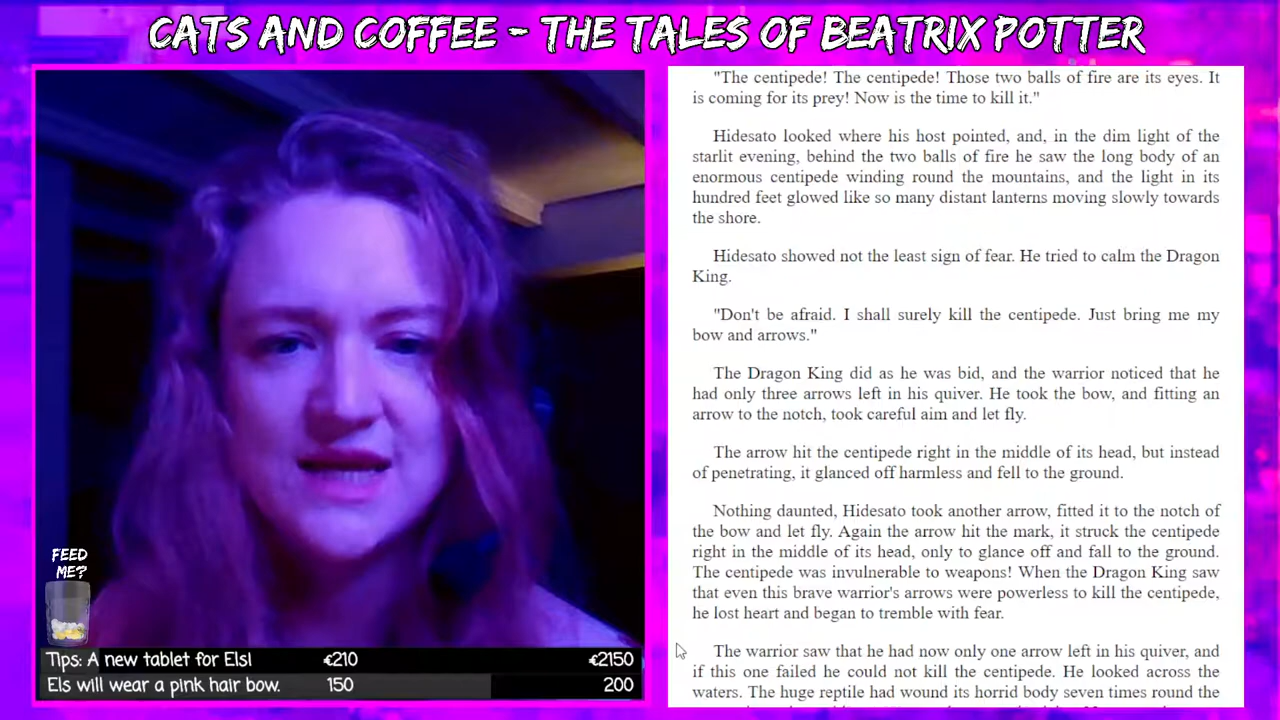 CATS AND COFFEE - THE TALES OF BEATRIX POTTER
"The centipede! The centipede! Those two balls of fire are its eyes. It
is coming for its prey! Now is the time to kill it."
Hidesato looked where his host pointed, and, in the dim light of the
starlit evening, behind the two balls of fire he saw the long body of an
enormous centipede winding round the mountains, and the light in its
hundred feet glowed like so many distant lanterns moving slowly towards
the shore.
Hidesato showed not the least sign of fear. He tried to calm the Dragon
King.
"Don't be afraid. I shall surely kill the centipede. Just bring me my
bow and arrows."
The Dragon King did as he was bid, and the warrior noticed that he
had only three arrows left in his quiver. He took the bow, and fitting an
arrow to the notch, took careful aim and let fly.
The arrow hit the centipede right in the middle of its head, but instead
of penetrating, it glanced off harmless and fell to the ground.
Nothing daunted, Hidesato took another arrow, fitted it to the notch of
the bow and let fly. Again the arrow hit the mark, it struck the centipede
right in the middle of its head, only to glance off and fall to the ground.
The centipede was invulnerable to weapons! When the Dragon King saw
that even this brave warrior's arrows were powerless to kill the centipede,
he lost heart and began to tremble with fear.
The warrior saw that he had now only one arrow left in his quiver, and
if this one failed he could not kill the centipede. He looked across the
waters. The huge reptile had wound its horrid body seven times round the
FEED
ME?
Tips: A new tablet for Els! €210 €2150
Els will wear a pink hair bow. 150 200